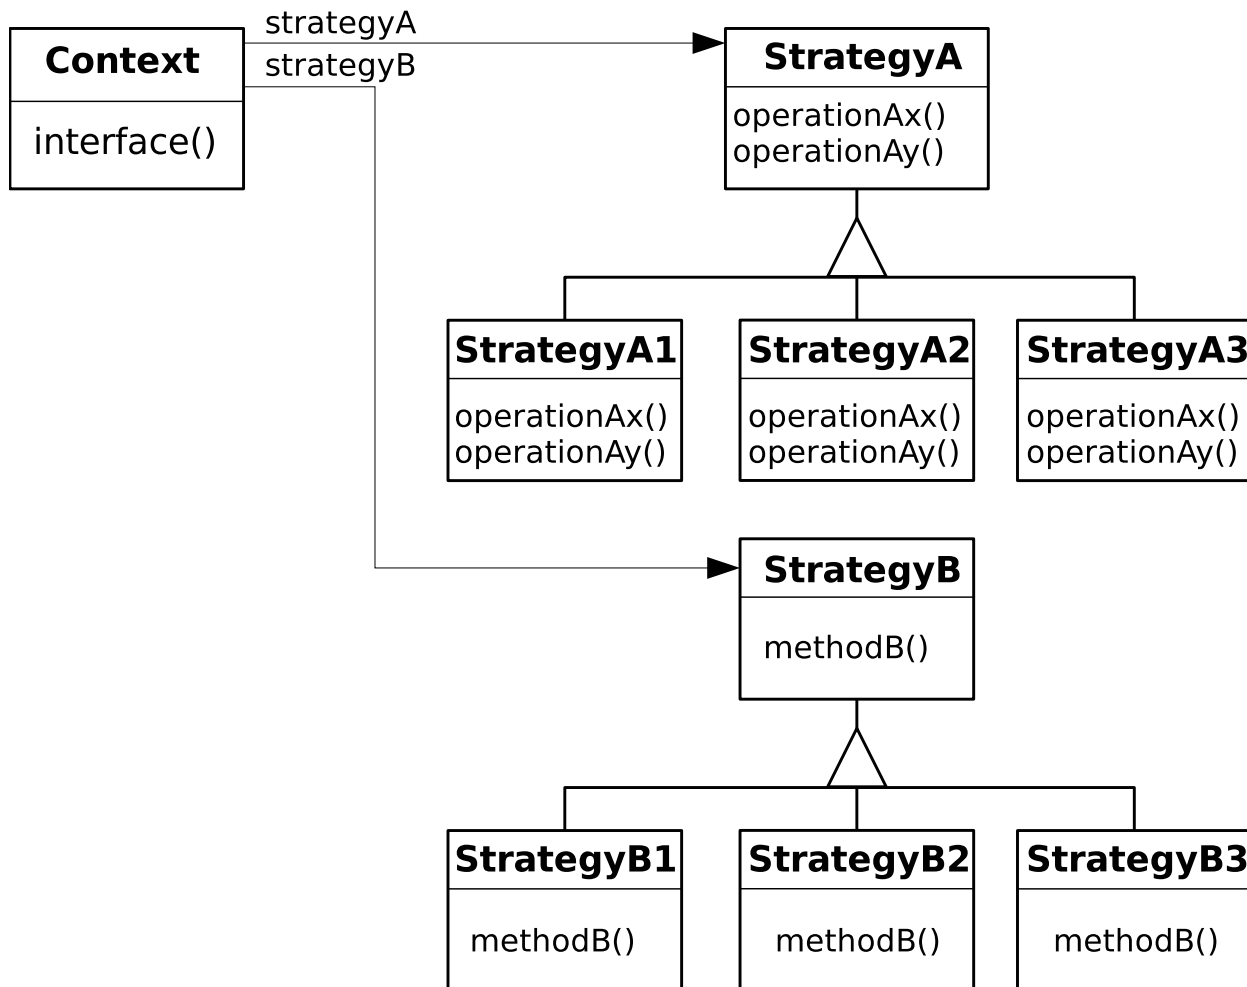 strategyA
strategyB
Context
interface()
StrategyA
operationAx()
operationAy()
StrategyA1
operationAx()
operationAy()
StrategyA2
operationAx()
operationAy()
StrategyA3
operationAx()
operationAy()
StrategyB
methodB()
StrategyB1
methodB()
StrategyB2
methodB()
StrategyB3
methodB()